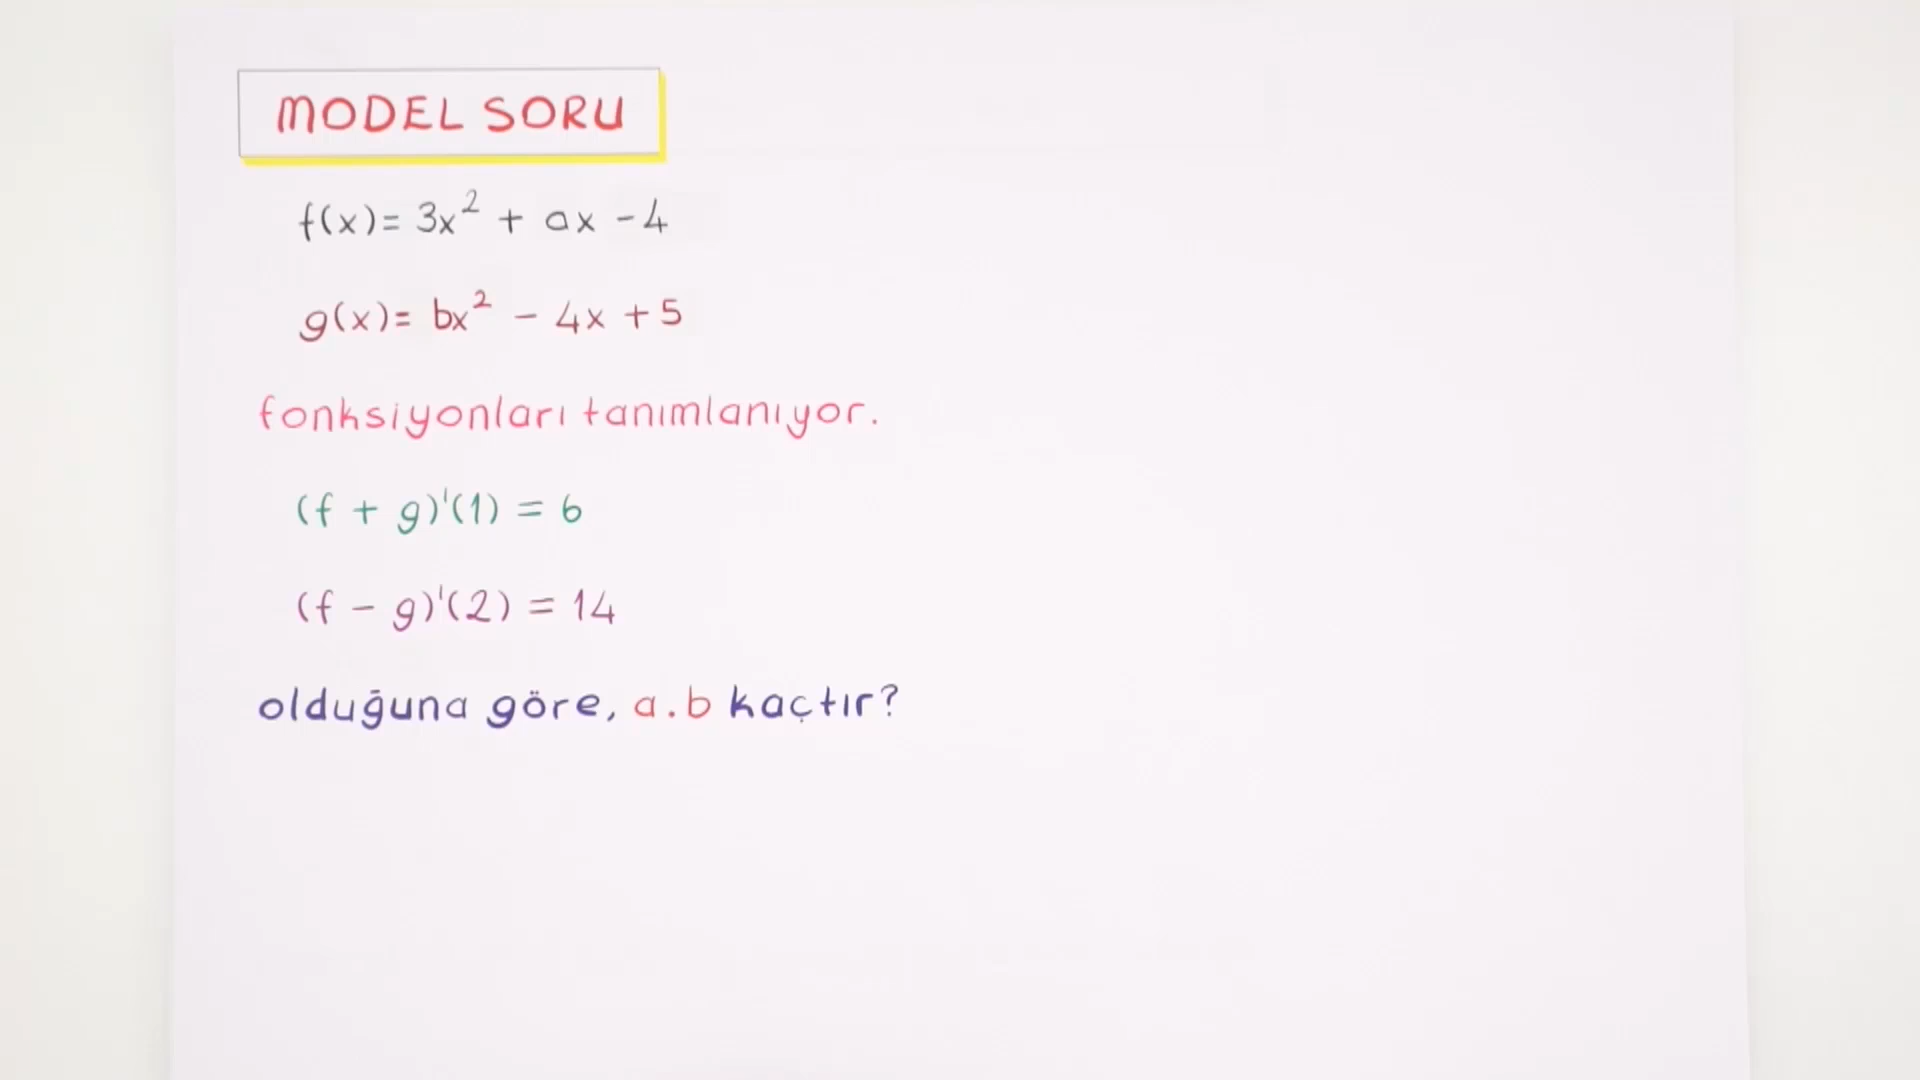 MODEL SORU
f(x)= 3x² + ax - 4
g(x)= bx² - 4x + 5
fonksiyonları tanımlanıyor.
(f + g)'(1) = 6
(f - g)'(2) = 14
olduğuna göre, a.b kaçtır?